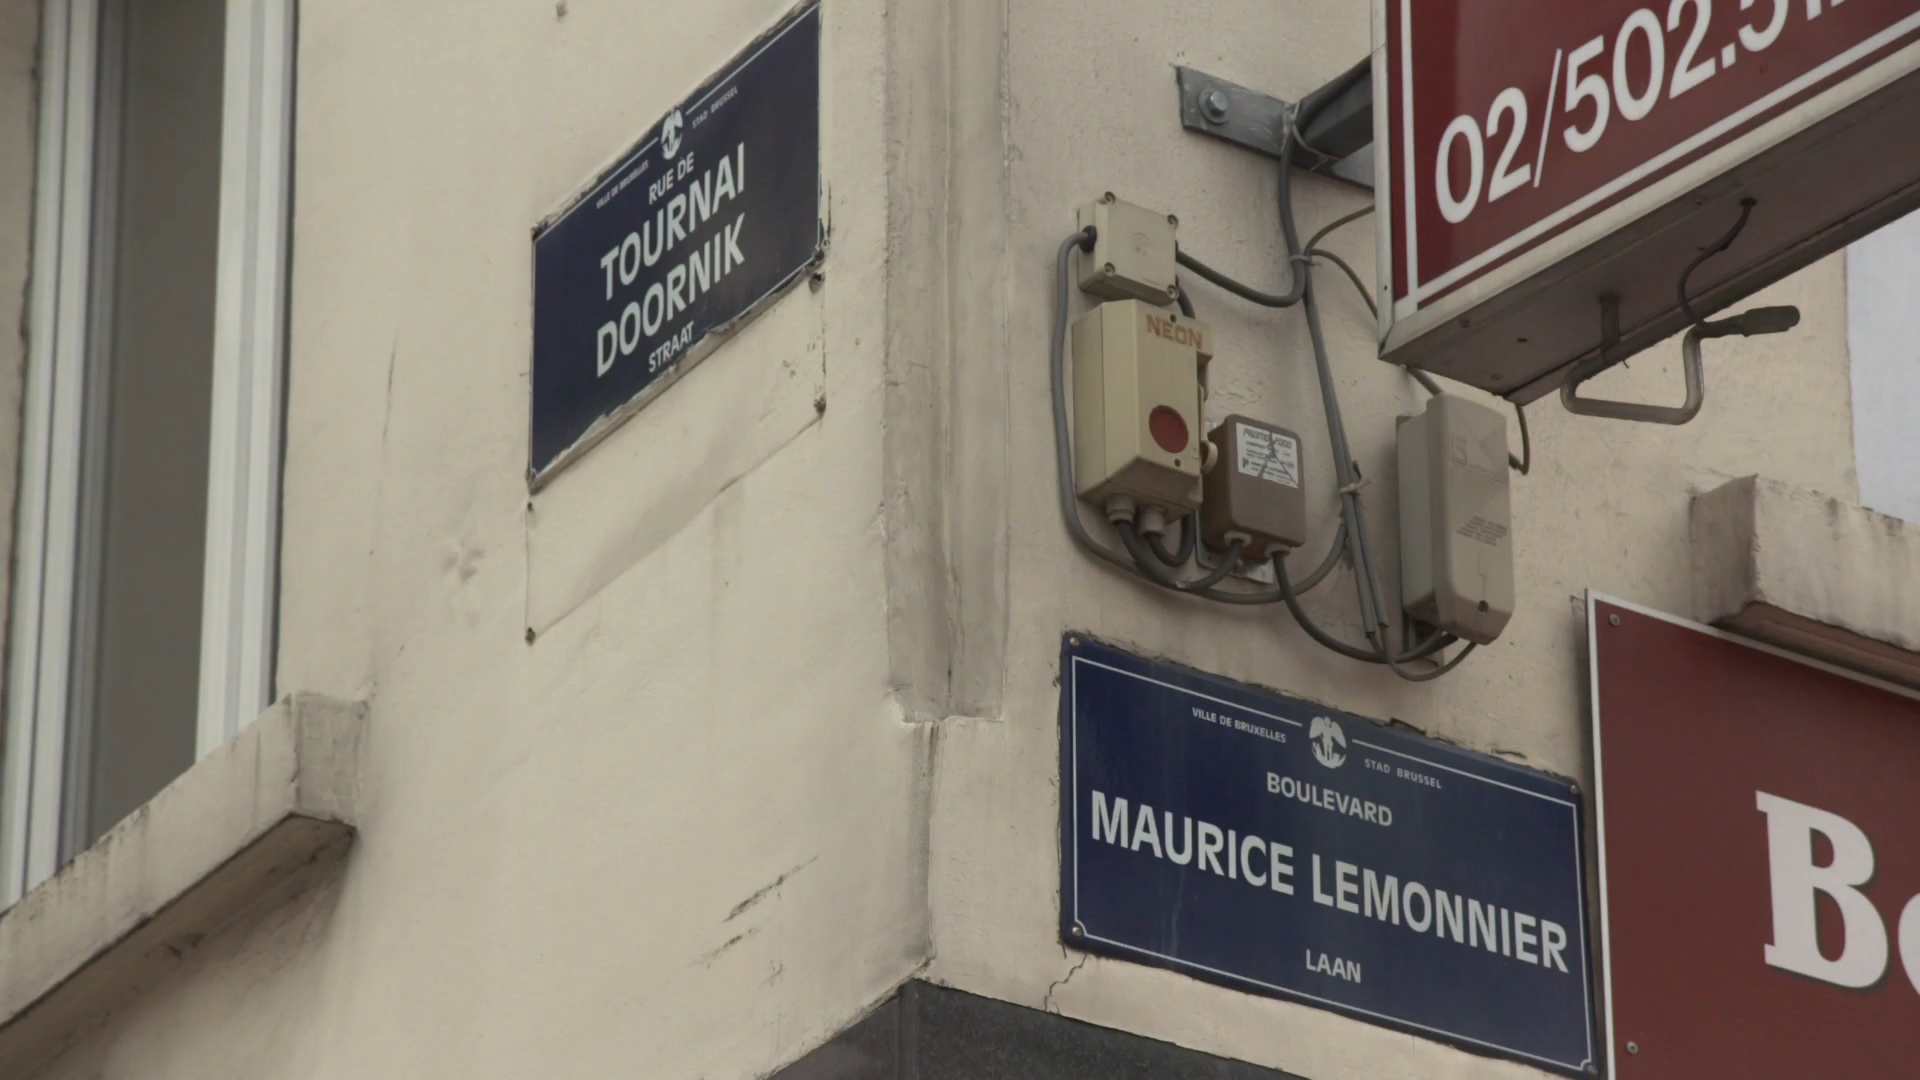 VILLE DE BRUXELLES
STAD BRUSSEL
RUE DE
TOURNAI
DOORNIK
STRAAT
02/502.51
NEON
VILLE DE BRUXELLES
STAD BRUSSEL
BOULEVARD
MAURICE LEMONNIER
LAAN
B